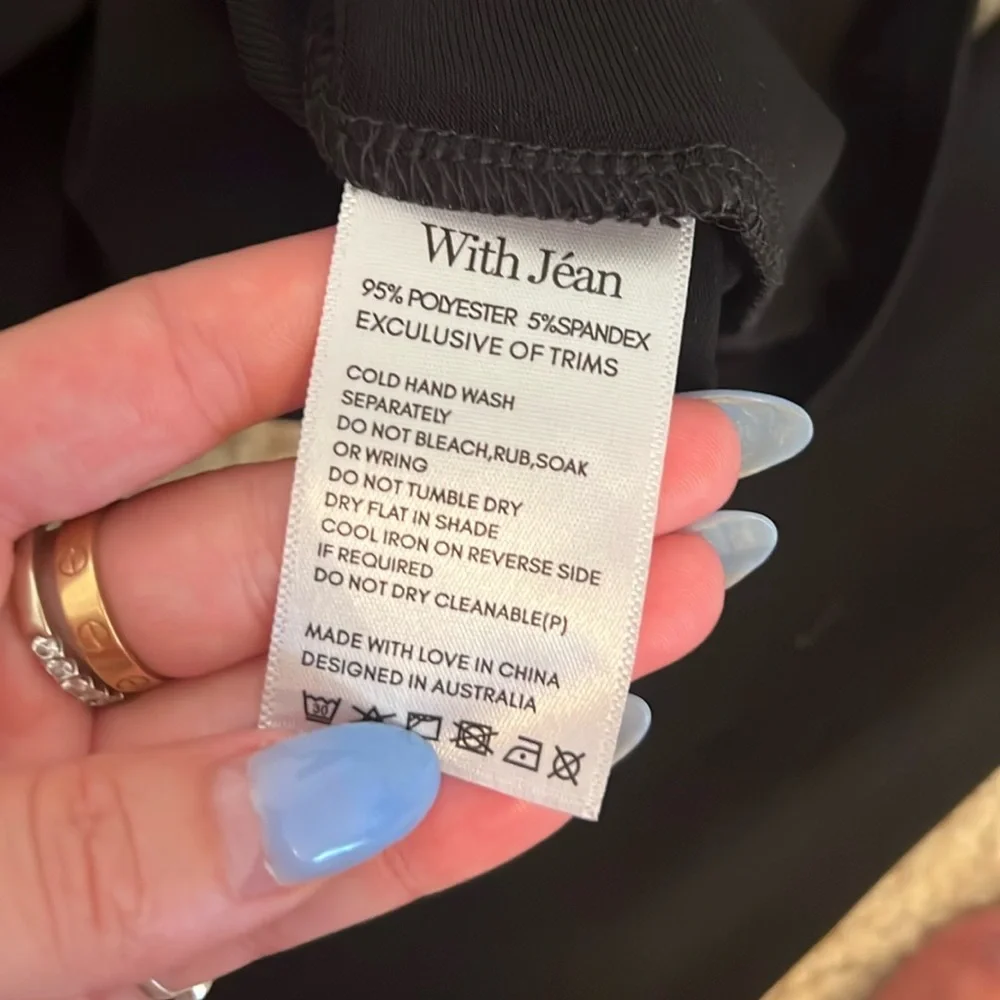 With Jéan
95% POLYESTER 5%SPANDEX
EXCLUSIVE OF TRIMS
COLD HAND WASH
SEPARATELY
DO NOT BLEACH,RUB,SOAK
OR WRING
DO NOT TUMBLE DRY
DRY FLAT IN SHADE
COOL IRON ON REVERSE SIDE
IF REQUIRED
DO NOT DRY CLEANABLE(P)
MADE WITH LOVE IN CHINA
DESIGNED IN AUSTRALIA
30